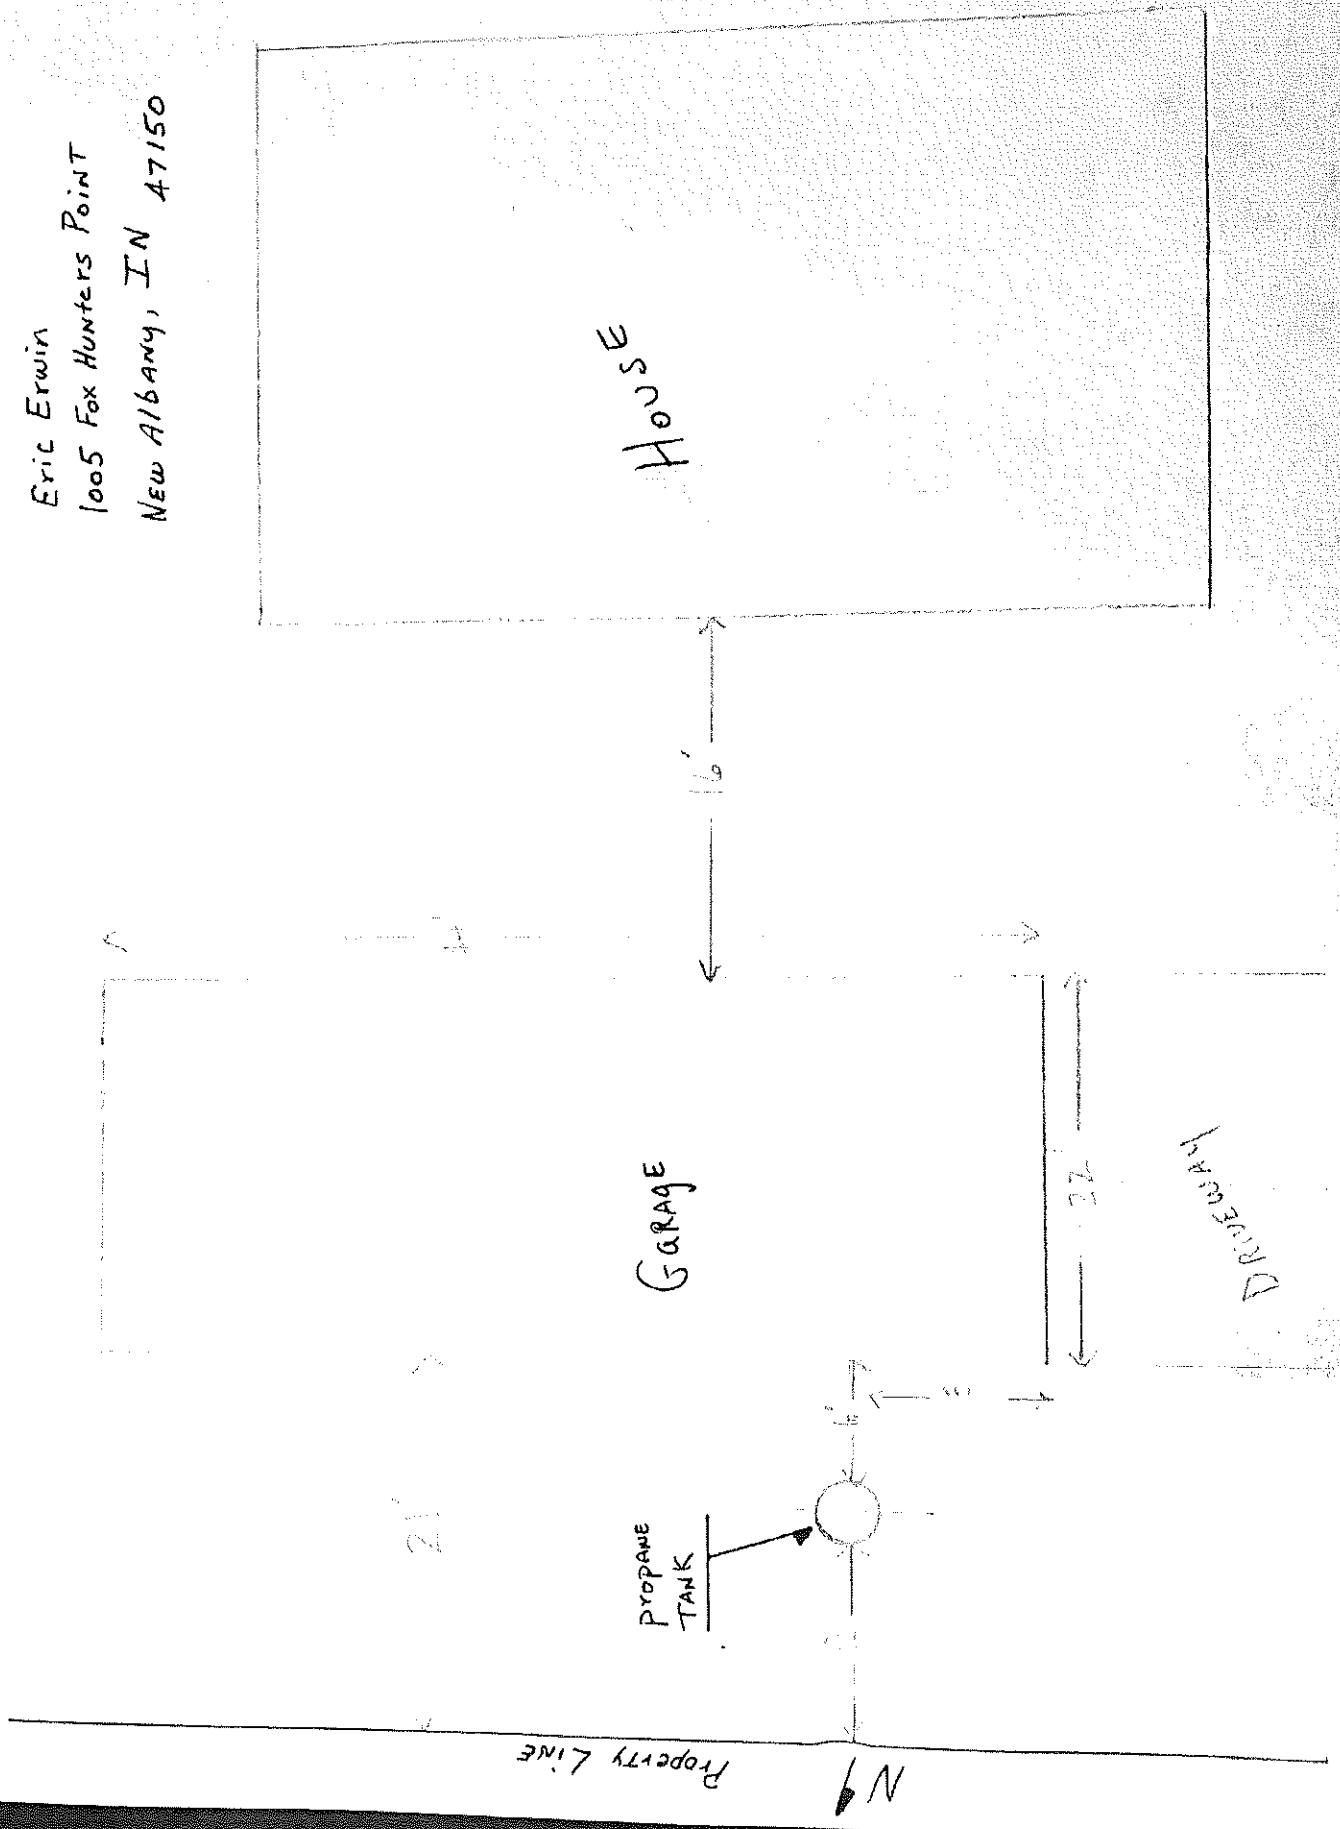 Eric Erwin
1005 Fox Hunters Point
New Albany, IN 47150
HOUSE
16'
GARAGE
22'
DRIVEWAY
21'
PROPANE
TANK
Property Line
N